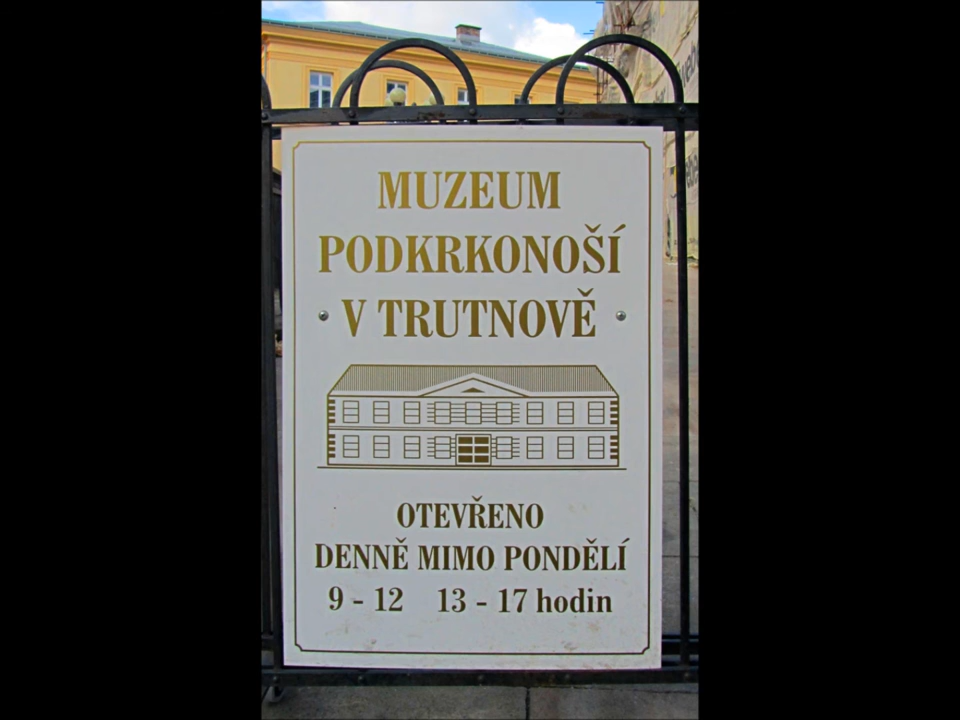 MUZEUM
PODKRKONOŠÍ
V TRUTNOVĚ
OTEVŘENO
DENNĚ MIMO PONDĚLÍ
9 - 12 13 - 17 hodin